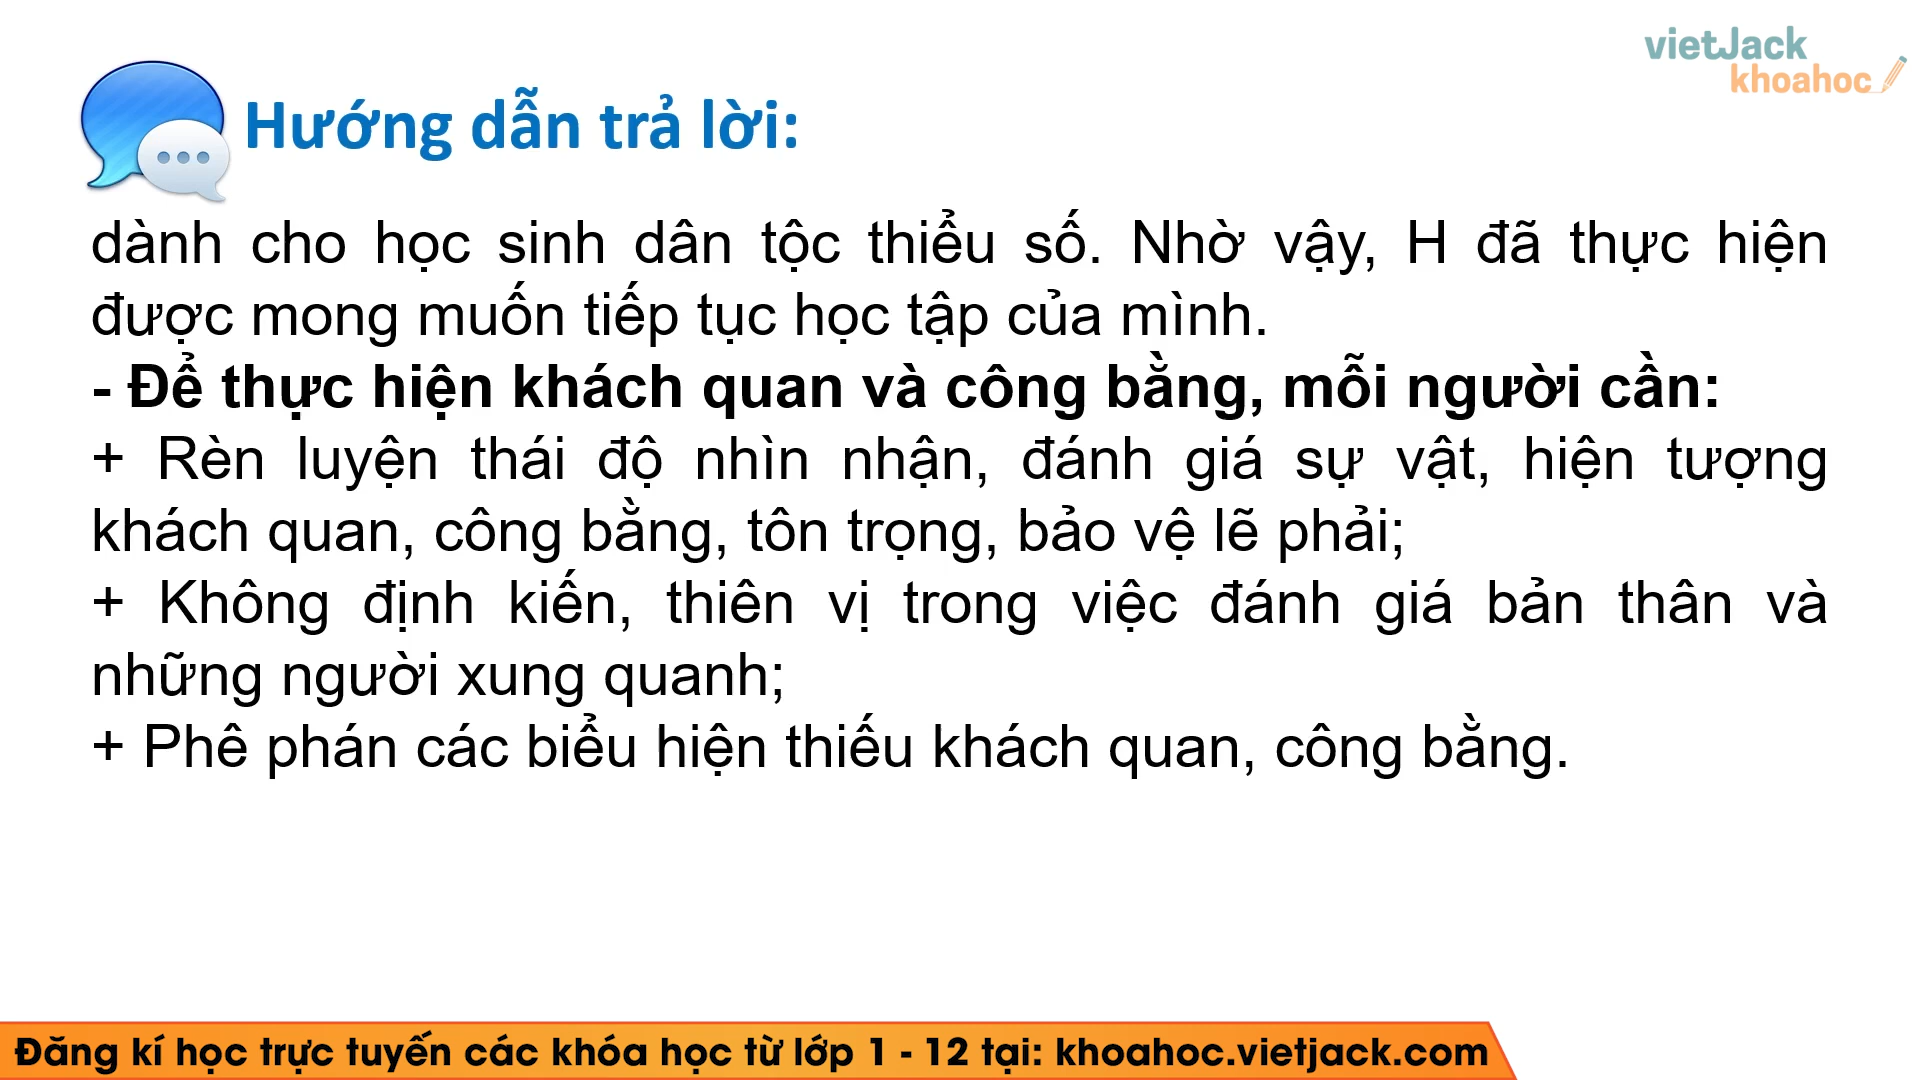 vietJack
khoahoc
Hướng dẫn trả lời:
dành cho học sinh dân tộc thiểu số. Nhờ vậy, H đã thực hiện
được mong muốn tiếp tục học tập của mình.
- Để thực hiện khách quan và công bằng, mỗi người cần:
+ Rèn luyện thái độ nhìn nhận, đánh giá sự vật, hiện tượng
khách quan, công bằng, tôn trọng, bảo vệ lẽ phải;
+ Không định kiến, thiên vị trong việc đánh giá bản thân và
những người xung quanh;
+ Phê phán các biểu hiện thiếu khách quan, công bằng.
Đăng kí học trực tuyến các khóa học từ lớp 1 - 12 tại: khoahoc.vietjack.com